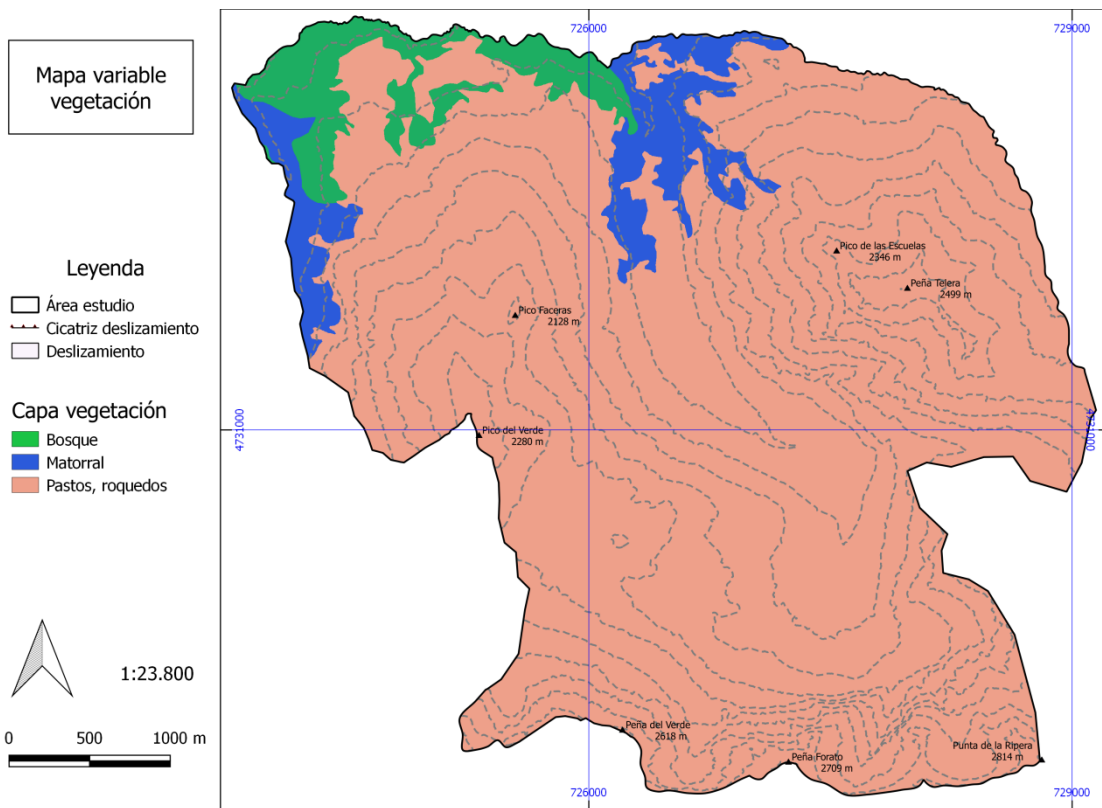 Mapa variable
vegetación
Leyenda
Área estudio
Cicatriz deslizamiento
Deslizamiento
Capa vegetación
Bosque
Matorral
Pastos, roquedos
1:23.800
0 500 1000 m
726000
729000
4731000
4731000
726000
729000
Pico de las Escuelas
2346 m
Peña Telera
2499 m
Pico Faceras
2128 m
Pico del Verde
2280 m
Peña del Verde
2618 m
Peña Forato
2709 m
Punta de la Ripera
2814 m